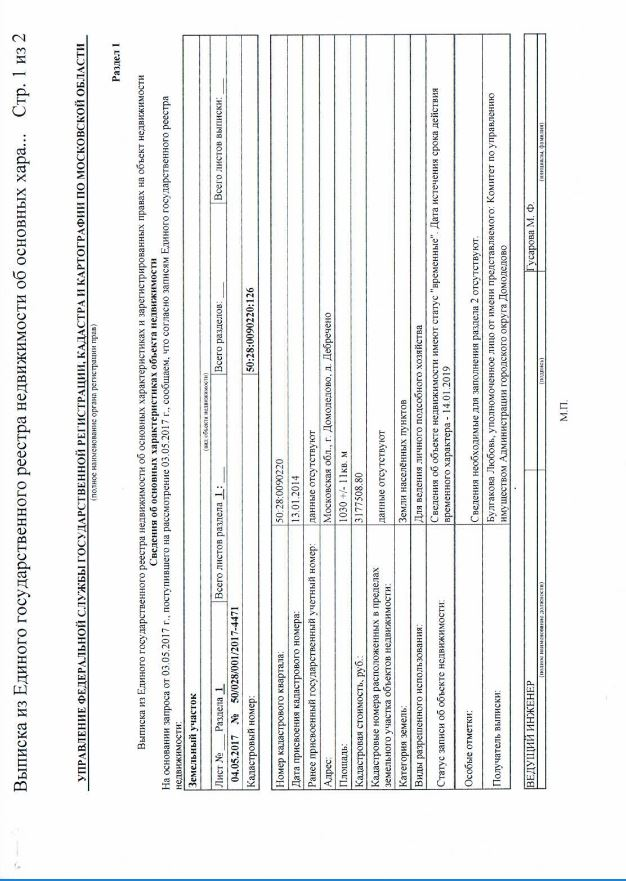 Выписка из Единого государственного реестра недвижимости об основных хара... Стр. 1 из 2
УПРАВЛЕНИЕ ФЕДЕРАЛЬНОЙ СЛУЖБЫ ГОСУДАРСТВЕННОЙ РЕГИСТРАЦИИ, КАДАСТРА И КАРТОГРАФИИ ПО МОСКОВСКОЙ ОБЛАСТИ
(полное наименование органа регистрации прав)
Раздел 1
Выписка из Единого государственного реестра недвижимости об основных характеристиках и зарегистрированных правах на объект недвижимости
Сведения об основных характеристиках объекта недвижимости
На основании запроса от 03.05.2017 г., поступившего на рассмотрение 03.05.2017 г., сообщаем, что согласно записям Единого государственного реестра
недвижимости:
Земельный участок
(вид объекта недвижимости)
Лист № ___ Раздела 1 Всего листов раздела 1 : ___ Всего разделов: ___ Всего листов выписки: ___
04.05.2017 № 50/028/001/2017-4471
Кадастровый номер: 50:28:0090220:126
Номер кадастрового квартала: 50:28:0090220
Дата присвоения кадастрового номера: 13.01.2014
Ранее присвоенный государственный учетный номер: данные отсутствуют
Адрес: Московская обл., г. Домодедово, д. Дебречено
Площадь: 1030 +/- 11кв. м
Кадастровая стоимость, руб.: 3177508.80
Кадастровые номера расположенных в пределах
земельного участка объектов недвижимости: данные отсутствуют
Категория земель: Земли населённых пунктов
Виды разрешенного использования: Для ведения личного подсобного хозяйства
Статус записи об объекте недвижимости: Сведения об объекте недвижимости имеют статус "временные". Дата истечения срока действия
временного характера - 14.01.2019
Особые отметки: Сведения необходимые для заполнения раздела 2 отсутствуют.
Получатель выписки: Булгакова Любовь, уполномоченное лицо от имени представляемого: Комитет по управлению
имуществом Администрации городского округа Домодедово
ВЕДУЩИЙ ИНЖЕНЕР Гусарова М. Ф.
(полное наименование должности) (подпись) (инициалы, фамилия)
М.П.